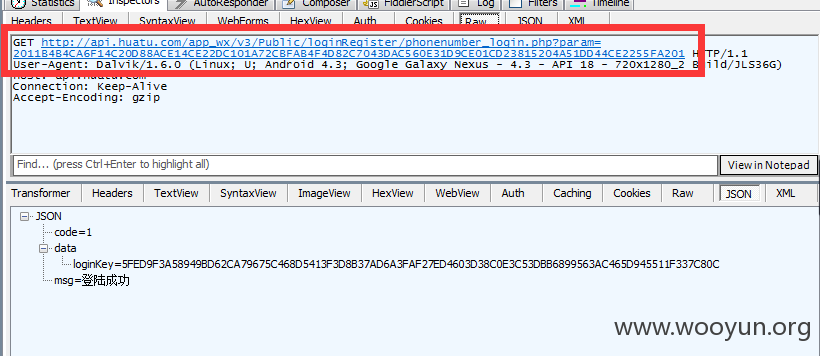 Statistics Inspectors AutoResponder Composer FiddlerScript Log Filters Timeline
Headers TextView SyntaxView WebForms HexView Auth Cookies Raw JSON XML
GET http://api.huatu.com/app_wx/v3/Public/loginRegister/phonenumber_login.php?param=
2011B4B4CA6F14C20D88ACE14CE22DC101A72CBFAB4F4D82C7043DAC560E31D9CE01CD23815204A51DD44CE2255FA201 HTTP/1.1
User-Agent: Dalvik/1.6.0 (Linux; U; Android 4.3; Google Galaxy Nexus - 4.3 - API 18 - 720x1280_2 Build/JLS36G)
Host: api.huatu.com
Connection: Keep-Alive
Accept-Encoding: gzip
Find... (press Ctrl+Enter to highlight all) View in Notepad
Transformer Headers TextView SyntaxView ImageView HexView WebView Auth Caching Cookies Raw JSON XML
JSON
code=1
data
loginKey=5FED9F3A58949BD62CA79675C468D5413F3D8B37AD6A3FAF27ED4603D38C0E3C53DBB6899563AC465D945511F337C80C
msg=登陆成功
www.wooyun.org